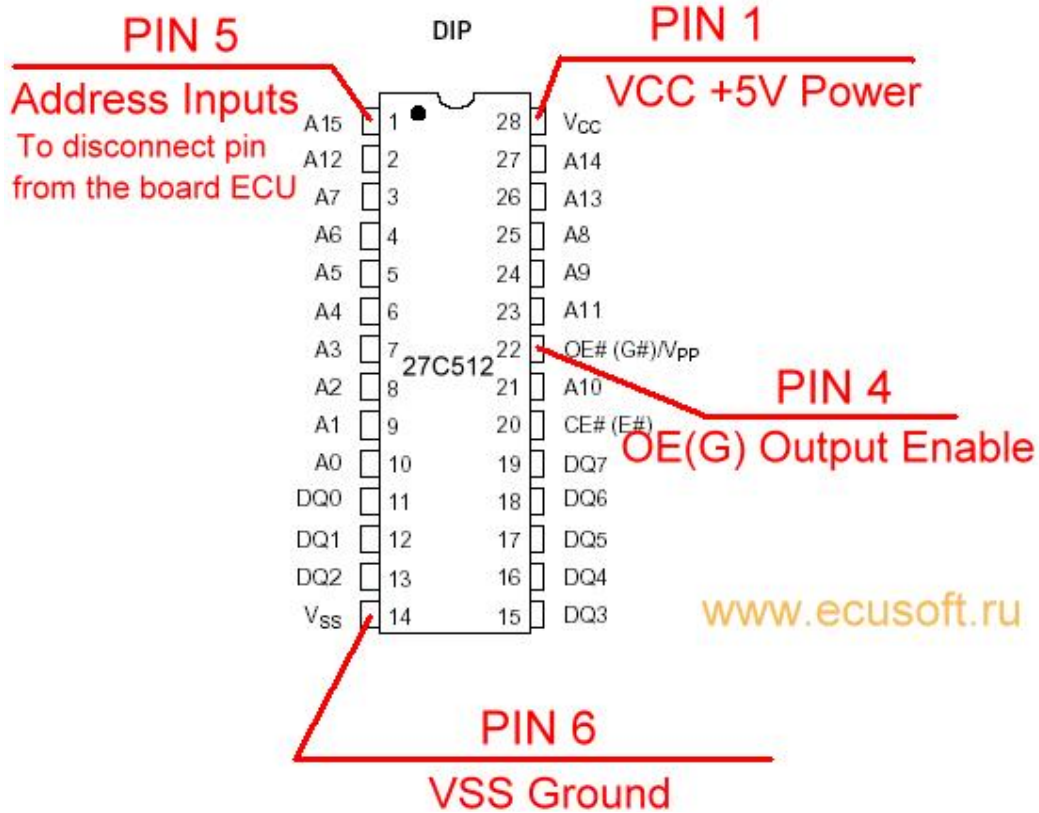 DIP
PIN 5
PIN 1
Address Inputs
VCC +5V Power
To disconnect pin
from the board ECU
A15 1 28 VCC
A12 2 27 A14
A7 3 26 A13
A6 4 25 A8
A5 5 24 A9
A4 6 23 A11
A3 7 22 OE# (G#)/VPP
27C512
A2 8 21 A10
PIN 4
A1 9 20 CE# (E#)
OE(G) Output Enable
A0 10 19 DQ7
DQ0 11 18 DQ6
DQ1 12 17 DQ5
DQ2 13 16 DQ4
VSS 14 15 DQ3
www.ecusoft.ru
PIN 6
VSS Ground